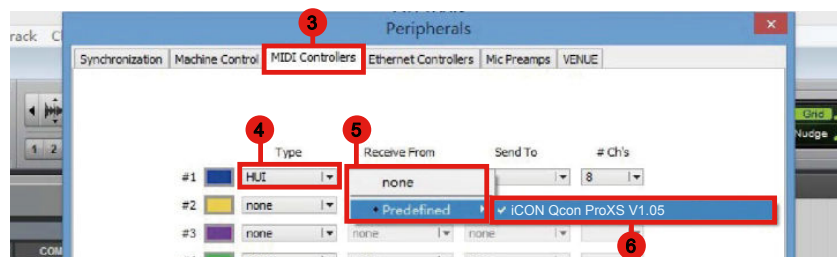 3
Peripherals
rack
Synchronization Machine Control MIDI Controllers Ethernet Controllers Mic Preamps VENUE
Grid
Nudge
4 5
1 2
Type Receive From Send To # Ch's
#1 HUI none 8
#2 none Predefined ✓ iCON Qcon ProXS V1.05
#3 none none none
6
COM